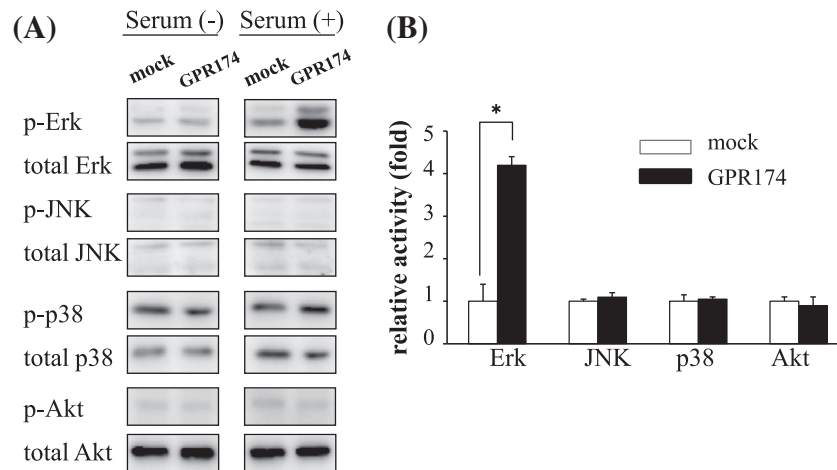 (A)
Serum (-) Serum (+)
mock GPR174 mock GPR174
p-Erk
total Erk
p-JNK
total JNK
p-p38
total p38
p-Akt
total Akt
(B)
*
relative activity (fold)
5
4
3
2
1
0
mock
GPR174
Erk JNK p38 Akt